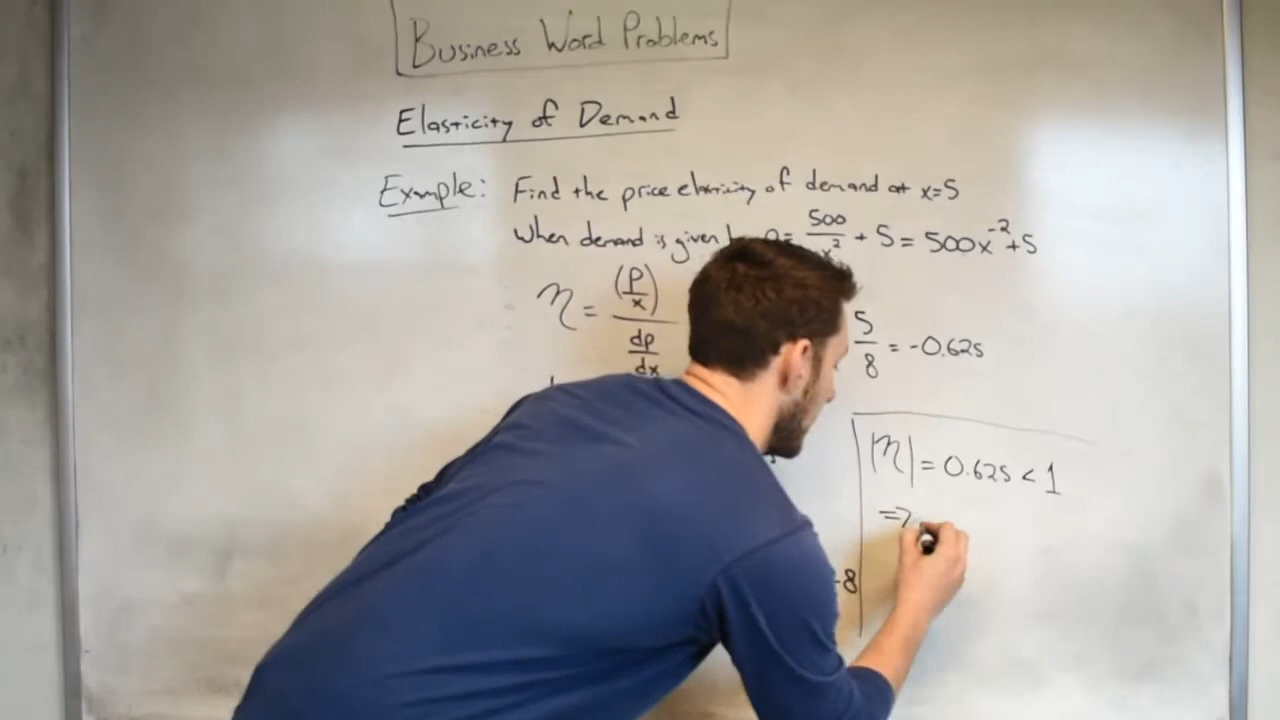 Business Word Problems
Elasticity of Demand
Example: Find the price elasticity of demand at x=5
When demand is given 500/x² + 5 = 500x⁻²+5
η = (p/x) / (dp/dx)
5/8 = -0.625
|η| = 0.625 < 1
=>
-8